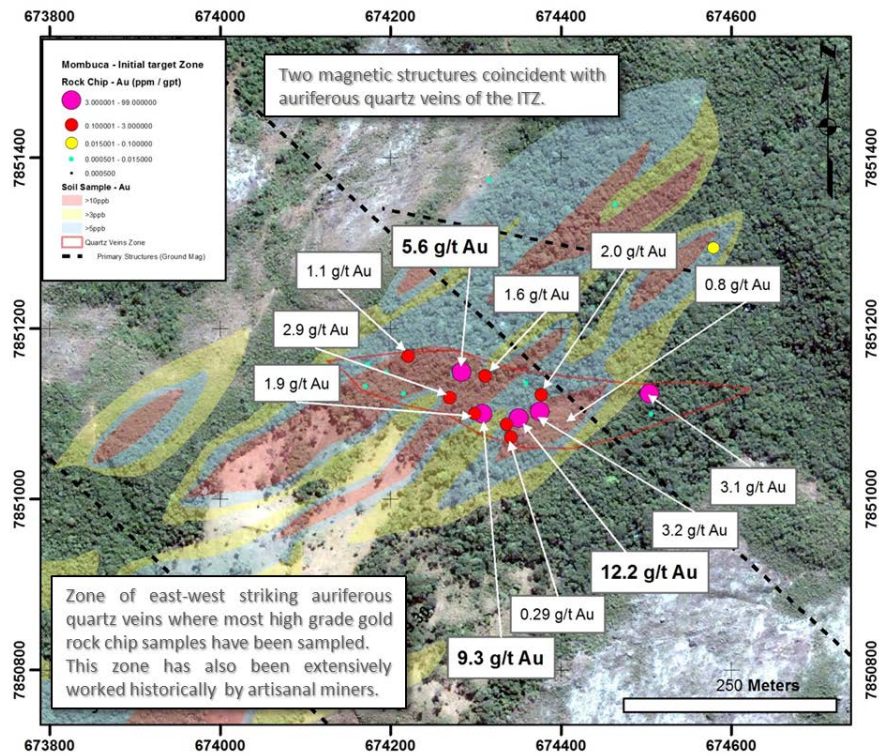 673800 674000 674200 674400 674600
Mombuca - Initial target Zone
Rock Chip - Au (ppm / gpt)
3.000001 - 99.000000
0.100001 - 3.000000
0.015001 - 0.100000
0.000501 - 0.015000
0.000500
Soil Sample - Au
>10ppb
>3ppb
>5ppb
Quartz Veins Zone
Primary Structures (Ground Mag)
Two magnetic structures coincident with
auriferous quartz veins of the ITZ.
7851400 7851400
5.6 g/t Au
2.0 g/t Au
1.1 g/t Au
0.8 g/t Au
1.6 g/t Au
7851200 7851200
2.9 g/t Au
1.9 g/t Au
3.1 g/t Au
7851000 7851000
3.2 g/t Au
12.2 g/t Au
0.29 g/t Au
9.3 g/t Au
Zone of east-west striking auriferous
quartz veins where most high grade gold
rock chip samples have been sampled.
This zone has also been extensively
worked historically by artisanal miners.
7850800 7850800
250 Meters
673800 674000 674200 674400 674600